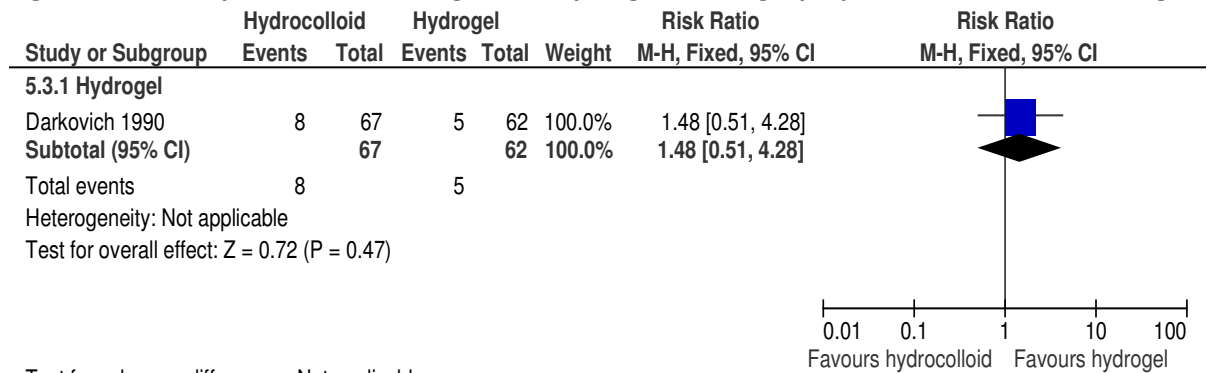 Hydrocolloid Hydrogel Risk Ratio Risk Ratio
Study or Subgroup Events Total Events Total Weight M-H, Fixed, 95% CI M-H, Fixed, 95% CI
5.3.1 Hydrogel
Darkovich 1990 8 67 5 62 100.0% 1.48 [0.51, 4.28]
Subtotal (95% CI) 67 62 100.0% 1.48 [0.51, 4.28]
Total events 8 5
Heterogeneity: Not applicable
Test for overall effect: Z = 0.72 (P = 0.47)
0.01 0.1 1 10 100
Favours hydrocolloid Favours hydrogel